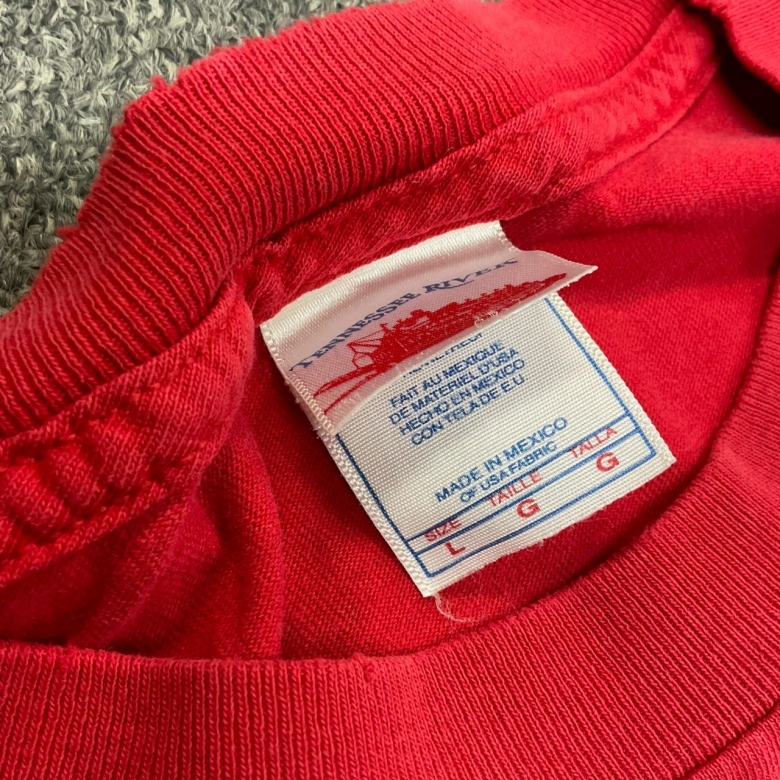 TENNESSEE RIVER
FAIT AU MEXIQUE
DE MATERIEL D'USA
HECHO EN MEXICO
CON TELA DE E.U
MADE IN MEXICO
OF USA FABRIC
SIZE TAILLE TALLA
L G G